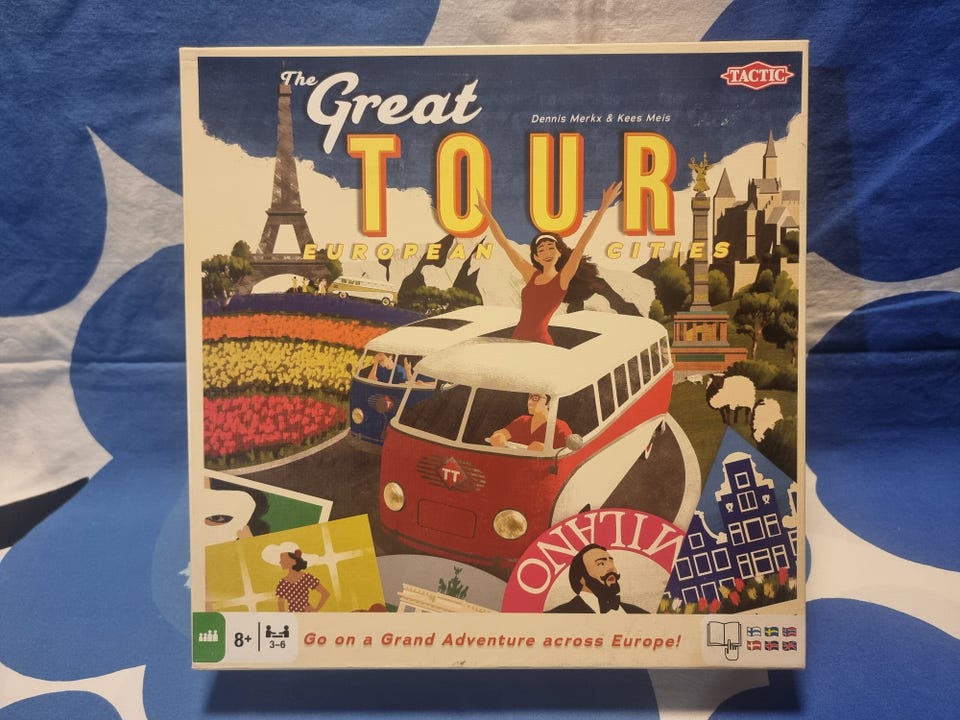 The
Great
TACTIC
Dennis Merkx & Kees Meis
TOUR
EUROPEAN CITIES
TT
MILANO
8+
3-6
Go on a Grand Adventure across Europe!